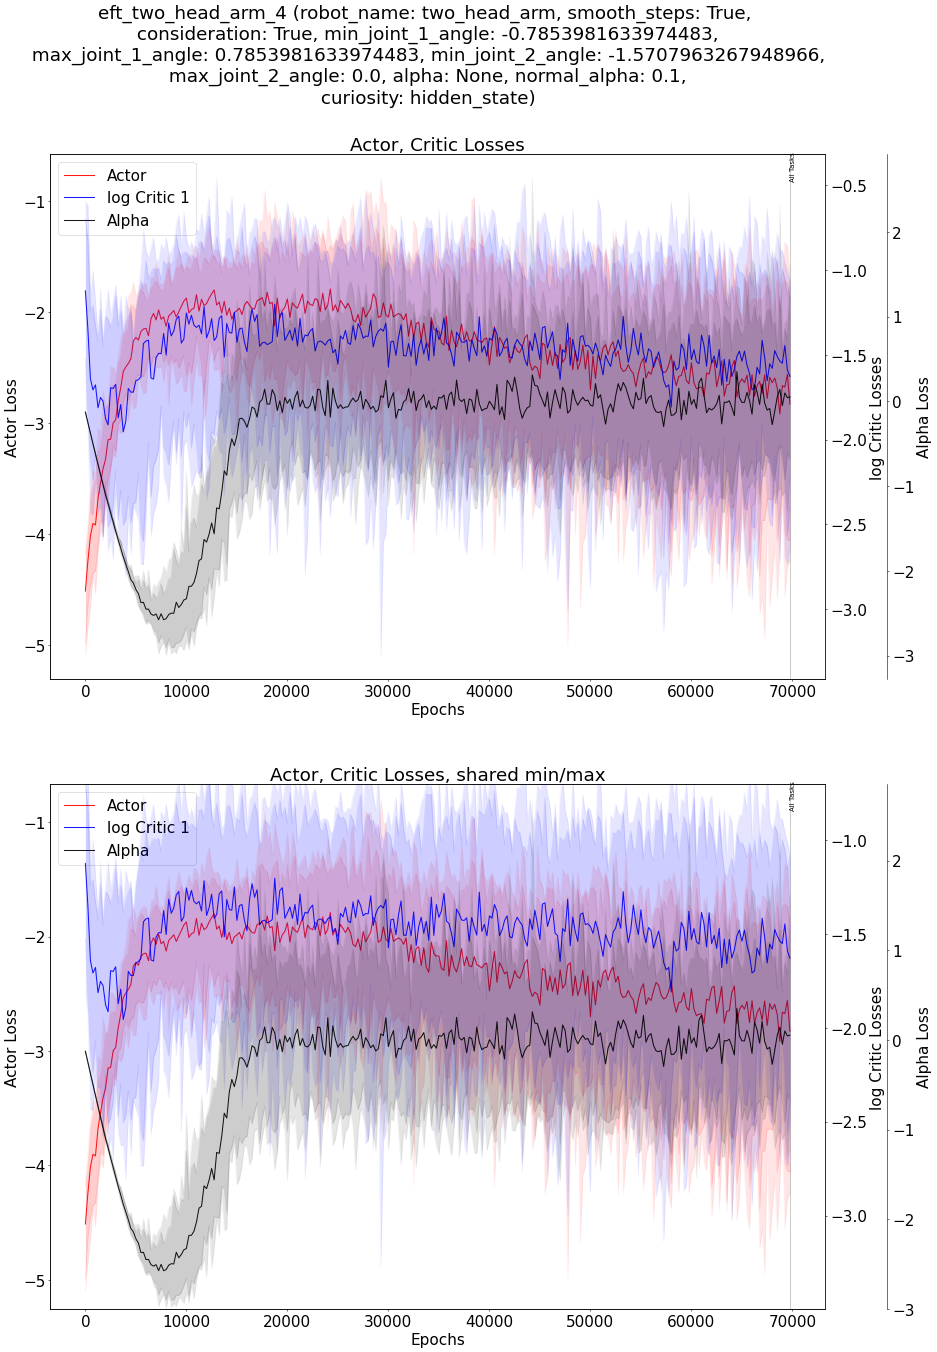 eft_two_head_arm_4 (robot_name: two_head_arm, smooth_steps: True,
consideration: True, min_joint_1_angle: -0.7853981633974483,
max_joint_1_angle: 0.7853981633974483, min_joint_2_angle: -1.5707963267948966,
max_joint_2_angle: 0.0, alpha: None, normal_alpha: 0.1,
curiosity: hidden_state)
Actor, Critic Losses
Actor
log Critic 1
Alpha
All Tasks
−1
−2
−3
−4
−5
Actor Loss
−0.5
−1.0
−1.5
−2.0
−2.5
−3.0
log Critic Losses
2
1
0
−1
−2
−3
Alpha Loss
0
10000
20000
30000
40000
50000
60000
70000
Epochs
Actor, Critic Losses, shared min/max
Actor
log Critic 1
Alpha
All Tasks
−1
−2
−3
−4
−5
Actor Loss
−1.0
−1.5
−2.0
−2.5
−3.0
log Critic Losses
2
1
0
−1
−2
−3
Alpha Loss
0
10000
20000
30000
40000
50000
60000
70000
Epochs